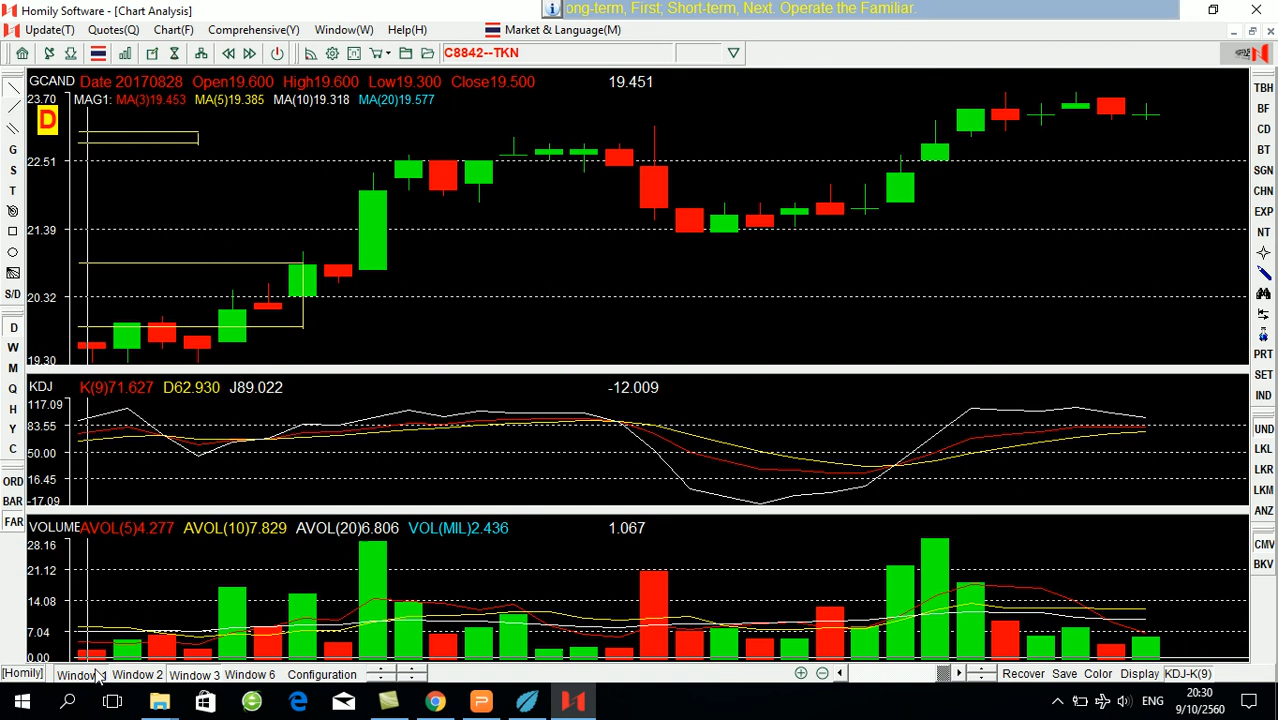 Homily Software - [Chart Analysis]
ong-term, First; Short-term, Next. Operate the Familiar.
Update(T) Quotes(Q) Chart(F) Comprehensive(Y) Window(W) Help(H) Market & Language(M)
C8842--TKN
GCAND Date 20170828 Open19.600 High19.600 Low19.300 Close19.500 19.451
23.70 MAG1: MA(3)19.453 MA(5)19.385 MA(10)19.318 MA(20)19.577
D
22.51
21.39
20.32
19.30
KDJ K(9)71.627 D62.930 J89.022 -12.009
117.09
83.55
50.00
16.45
-17.09
VOLUME AVOL(5)4.277 AVOL(10)7.829 AVOL(20)6.806 VOL(MIL)2.436 1.067
28.16
21.12
14.08
7.04
0.00
G
S
T
S/D
D
W
M
Q
H
Y
C
ORD
BAR
FAR
TBH
BF
CD
BT
SGN
CHN
EXP
NT
PRT
SET
IND
UND
LKL
LKR
LKM
ANZ
CMV
BKV
[Homily] Window 1 Window 2 Window 3 Window 6 Configuration Recover Save Color Display KDJ-K(9)
ENG
20:30
9/10/2560